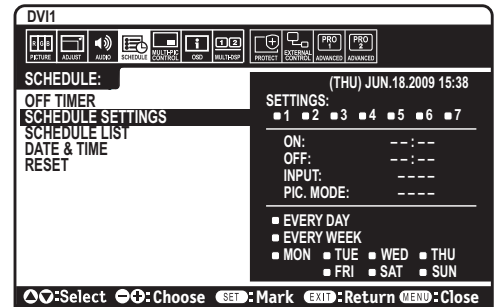 DVI1
RGB
PICTURE ADJUST AUDIO SCHEDULE MULTI-PIC CONTROL OSD MULTI-DSP PROTECT EXTERNAL CONTROL PRO 1 ADVANCED PRO 2 ADVANCED
SCHEDULE:
OFF TIMER
SCHEDULE SETTINGS
SCHEDULE LIST
DATE & TIME
RESET
(THU) JUN.18.2009 15:38
SETTINGS:
1 2 3 4 5 6 7
ON: --:--
OFF: --:--
INPUT: ----
PIC. MODE: ----
EVERY DAY
EVERY WEEK
MON TUE WED THU
FRI SAT SUN
:Select :Choose SET:Mark EXIT:Return MENU:Close